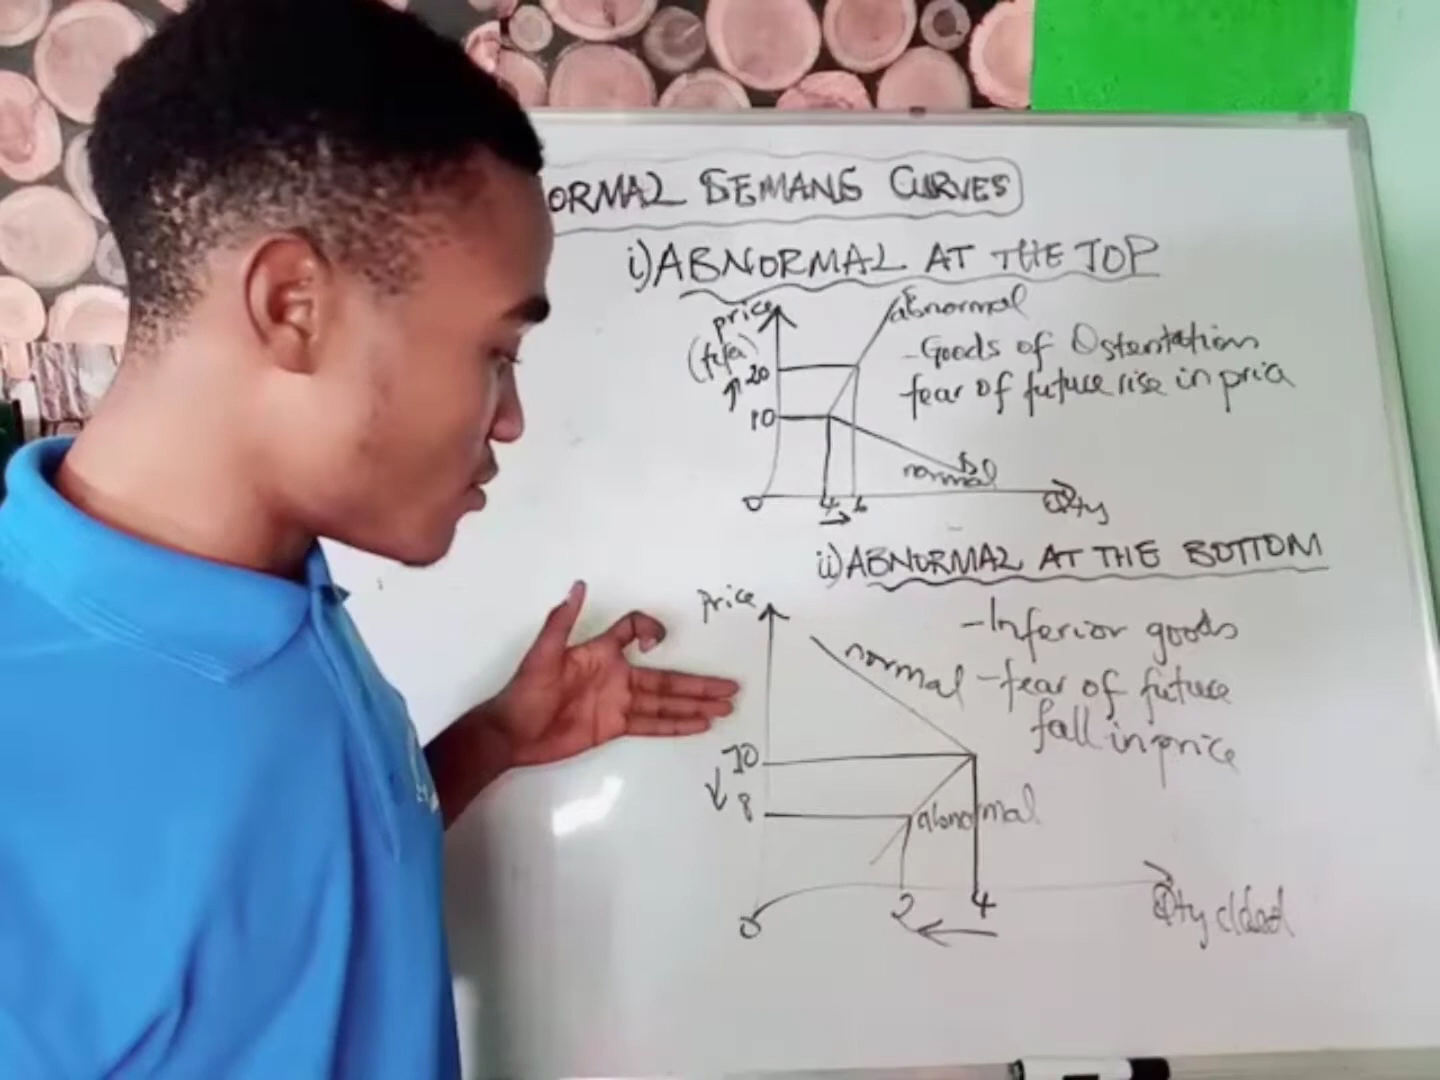 ORMAL DEMAND CURVES
i) ABNORMAL AT THE TOP
price
(fcfa)
abnormal
- Goods of Ostentation
fear of future rise in price
20
10
normal
0 4 6
Qty
ii) ABNORMAL AT THE BOTTOM
Price
- Inferior goods
normal
- fear of future
fall in price
10
8
abnormal
0 2 4
Qty dded